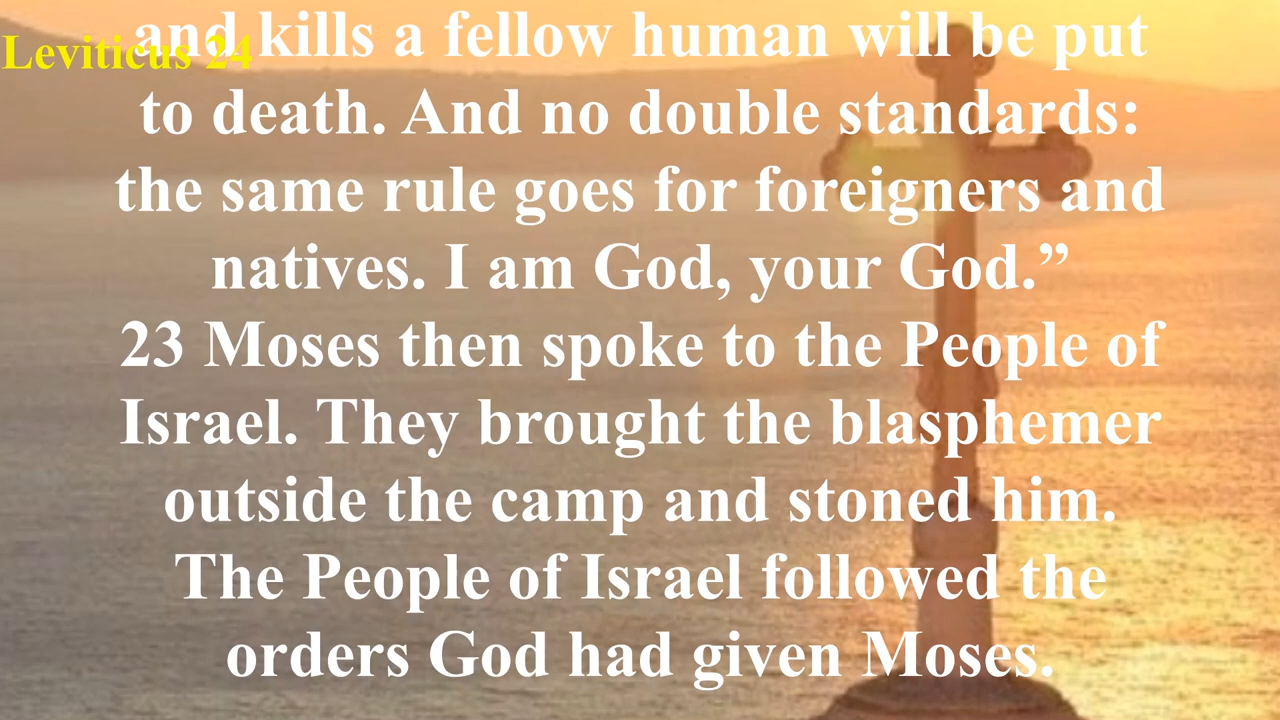 Leviticus 24
and kills a fellow human will be put
to death. And no double standards:
the same rule goes for foreigners and
natives. I am God, your God.”
23 Moses then spoke to the People of
Israel. They brought the blasphemer
outside the camp and stoned him.
The People of Israel followed the
orders God had given Moses.